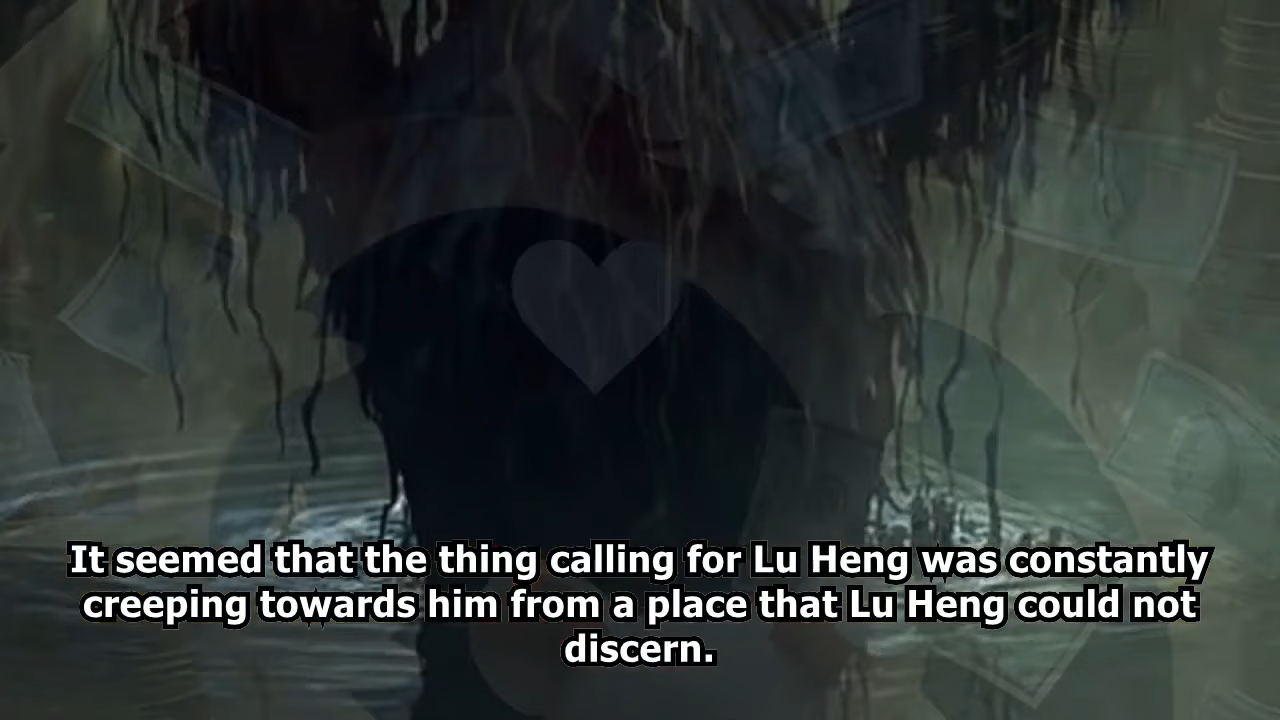 It seemed that the thing calling for Lu Heng was constantly
creeping towards him from a place that Lu Heng could not
discern.